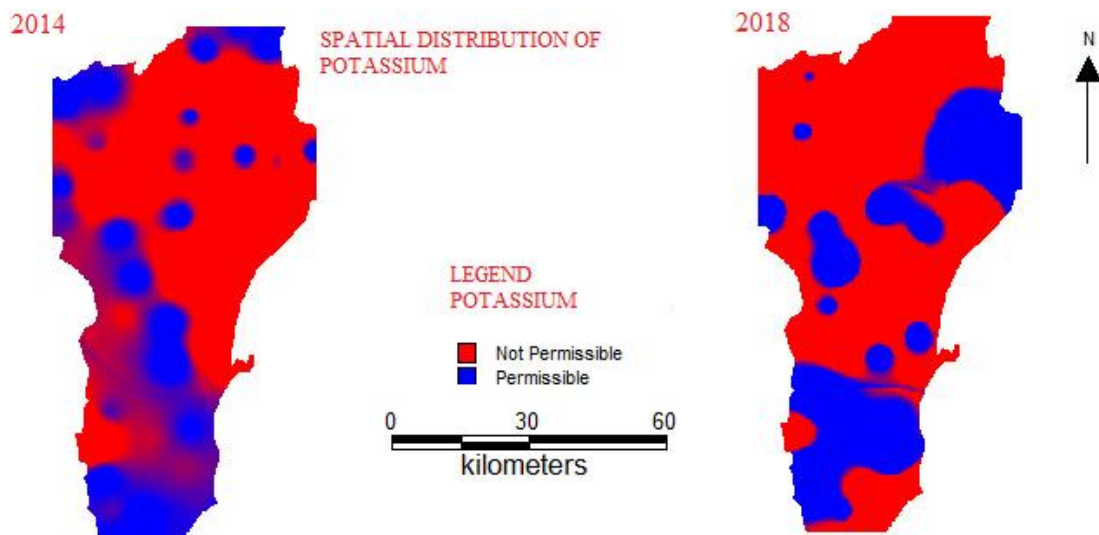 2014
SPATIAL DISTRIBUTION OF
POTASSIUM
2018
N
LEGEND
POTASSIUM
Not Permissible
Permissible
0 30 60
kilometers